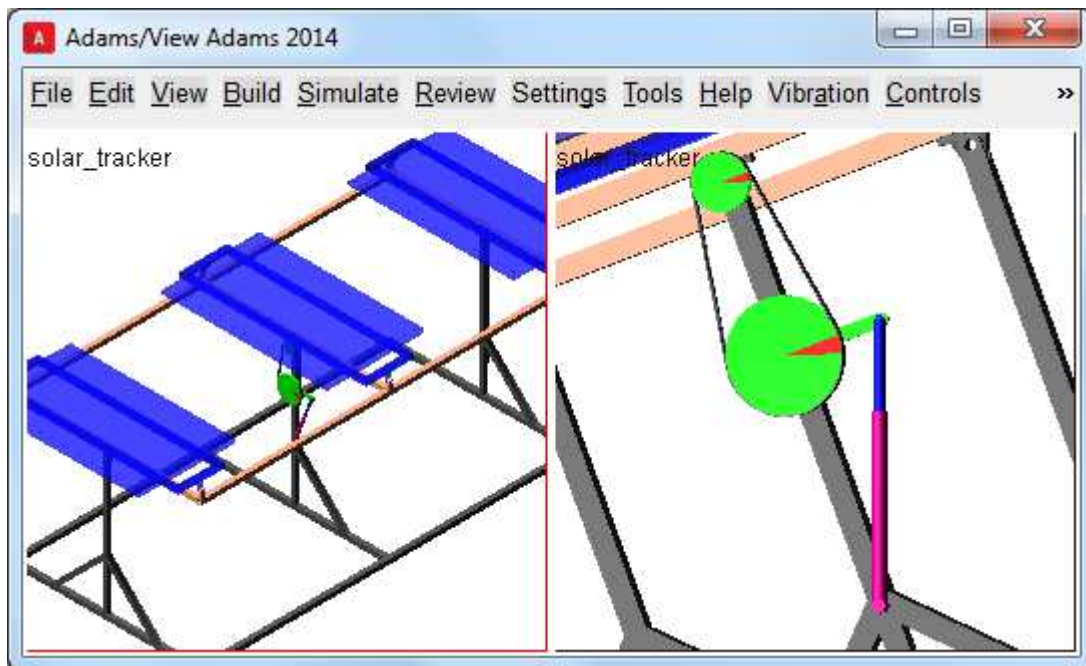 A Adams/View Adams 2014
File Edit View Build Simulate Review Settings Tools Help Vibration Controls »
solar_tracker
solar_tracker